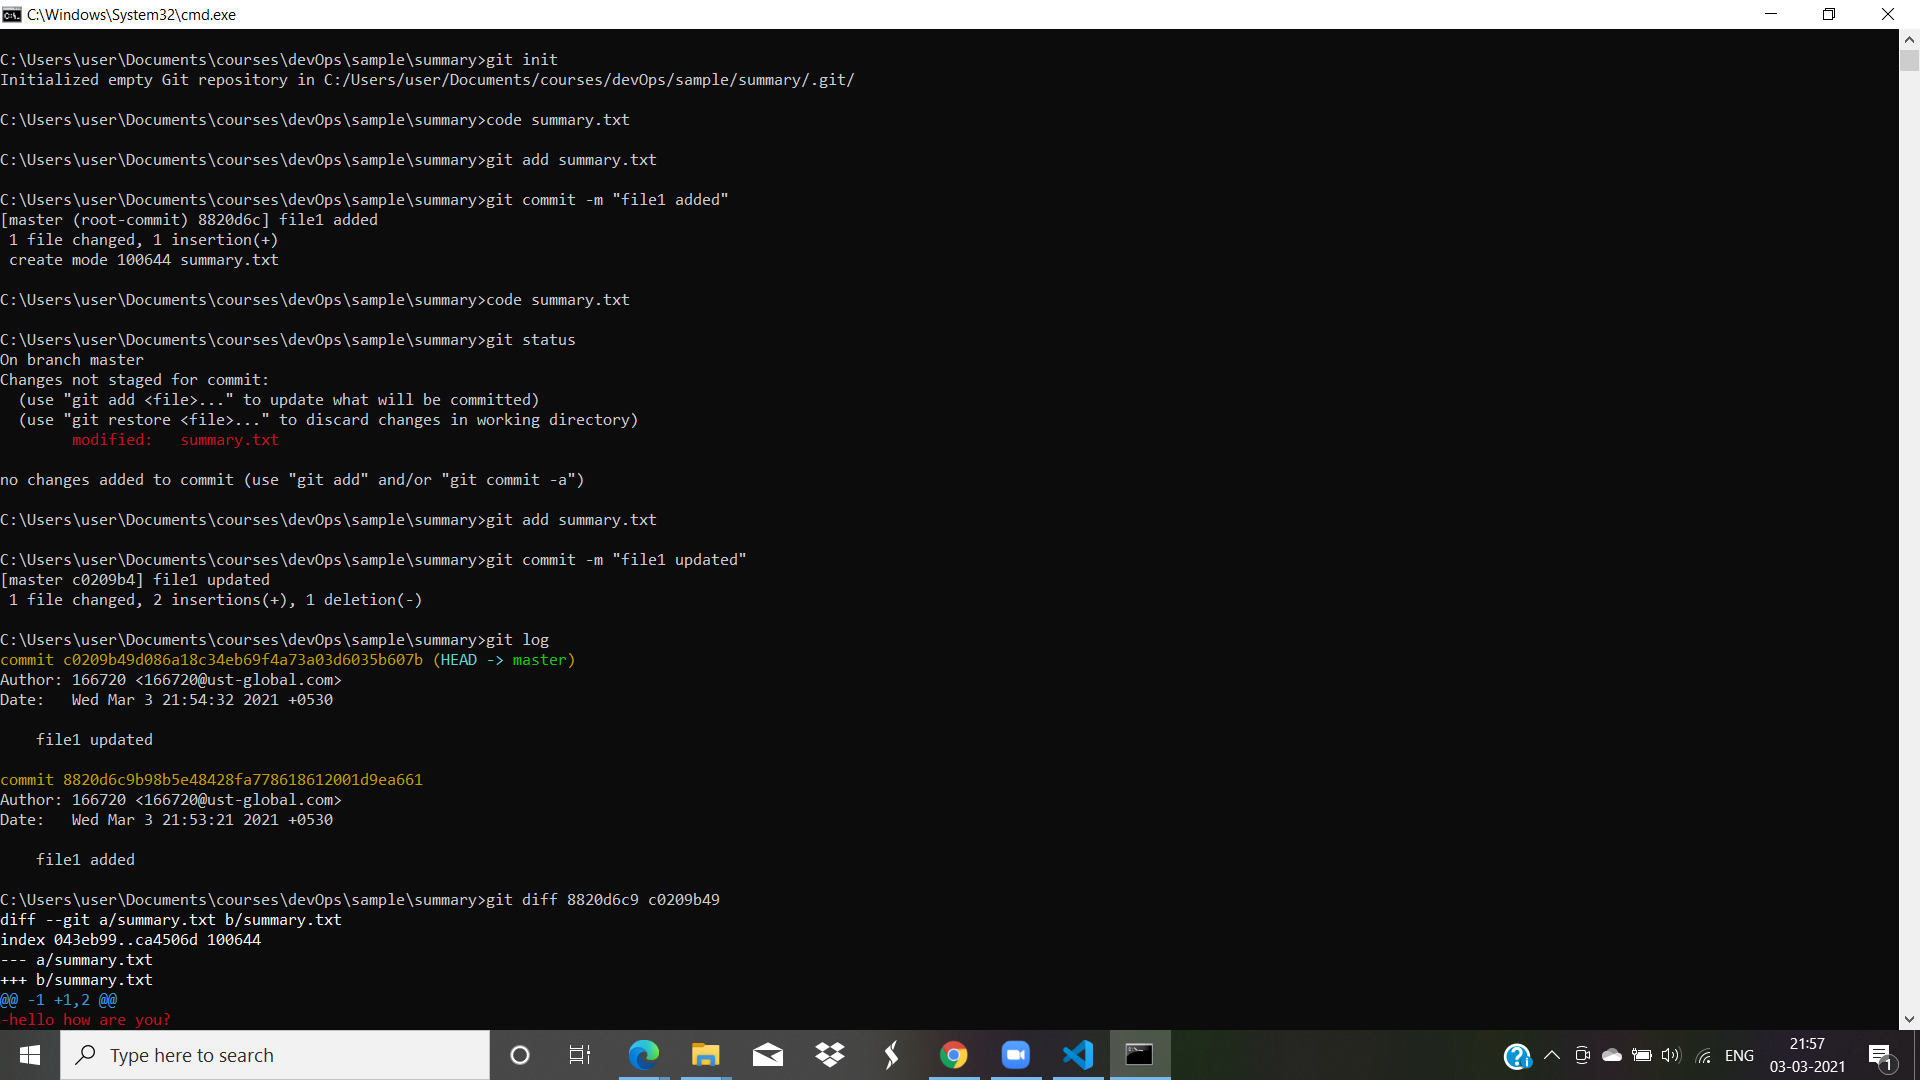 C:\Windows\System32\cmd.exe
C:\Users\user\Documents\courses\devOps\sample\summary>git init
Initialized empty Git repository in C:/Users/user/Documents/courses/devOps/sample/summary/.git/
C:\Users\user\Documents\courses\devOps\sample\summary>code summary.txt
C:\Users\user\Documents\courses\devOps\sample\summary>git add summary.txt
C:\Users\user\Documents\courses\devOps\sample\summary>git commit -m "file1 added"
[master (root-commit) 8820d6c] file1 added
 1 file changed, 1 insertion(+)
 create mode 100644 summary.txt
C:\Users\user\Documents\courses\devOps\sample\summary>code summary.txt
C:\Users\user\Documents\courses\devOps\sample\summary>git status
On branch master
Changes not staged for commit:
  (use "git add <file>..." to update what will be committed)
  (use "git restore <file>..." to discard changes in working directory)
        modified:   summary.txt
no changes added to commit (use "git add" and/or "git commit -a")
C:\Users\user\Documents\courses\devOps\sample\summary>git add summary.txt
C:\Users\user\Documents\courses\devOps\sample\summary>git commit -m "file1 updated"
[master c0209b4] file1 updated
 1 file changed, 2 insertions(+), 1 deletion(-)
C:\Users\user\Documents\courses\devOps\sample\summary>git log
commit c0209b49d086a18c34eb69f4a73a03d6035b607b (HEAD -> master)
Author: 166720 <166720@ust-global.com>
Date:   Wed Mar 3 21:54:32 2021 +0530
    file1 updated
commit 8820d6c9b98b5e48428fa778618612001d9ea661
Author: 166720 <166720@ust-global.com>
Date:   Wed Mar 3 21:53:21 2021 +0530
    file1 added
C:\Users\user\Documents\courses\devOps\sample\summary>git diff 8820d6c9 c0209b49
diff --git a/summary.txt b/summary.txt
index 043eb99..ca4506d 100644
--- a/summary.txt
+++ b/summary.txt
@@ -1 +1,2 @@
-hello how are you?
Type here to search
ENG
21:57
03-03-2021
1